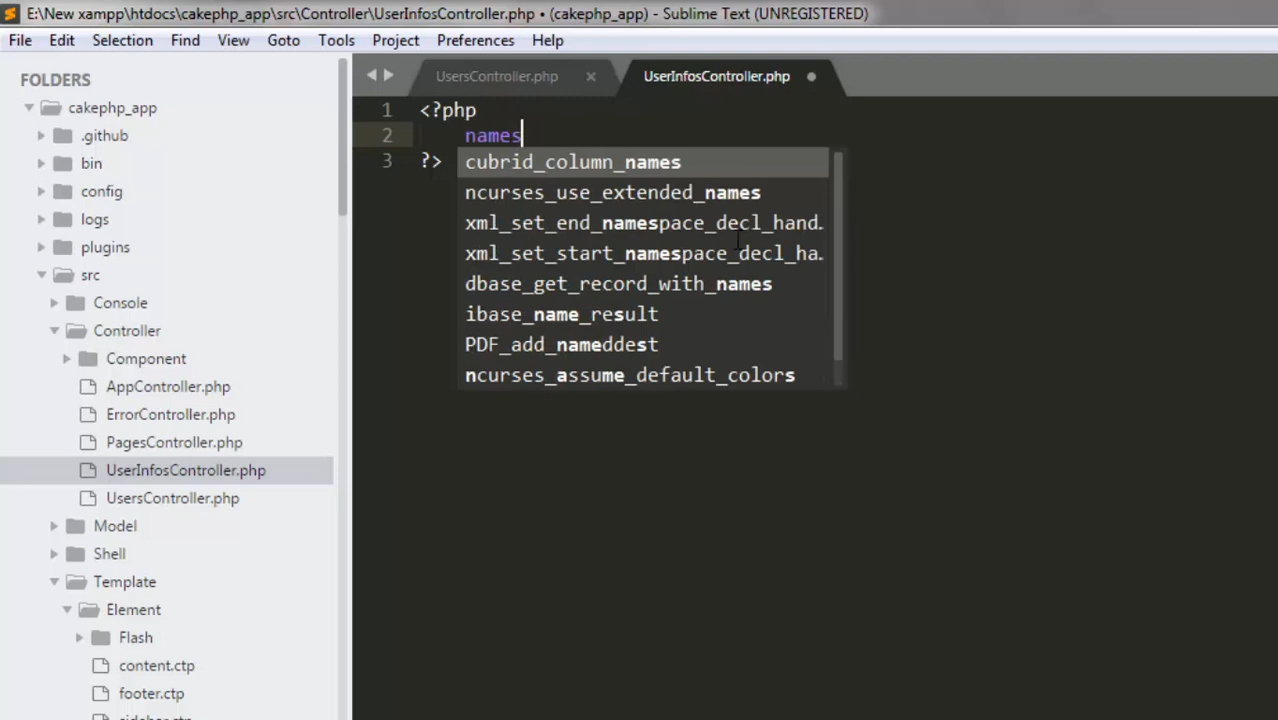 E:\New xampp\htdocs\cakephp_app\src\Controller\UserInfosController.php • (cakephp_app) - Sublime Text (UNREGISTERED)
File Edit Selection Find View Goto Tools Project Preferences Help
FOLDERS
cakephp_app
.github
bin
config
logs
plugins
src
Console
Controller
Component
AppController.php
ErrorController.php
PagesController.php
UserInfosController.php
UsersController.php
Model
Shell
Template
Element
Flash
content.ctp
footer.ctp
sidebar.ctp
UsersController.php × UserInfosController.php
1 <?php
2 names
3 ?>
cubrid_column_names
ncurses_use_extended_names
xml_set_end_namespace_decl_hand…
xml_set_start_namespace_decl_ha…
dbase_get_record_with_names
ibase_name_result
PDF_add_nameddest
ncurses_assume_default_colors